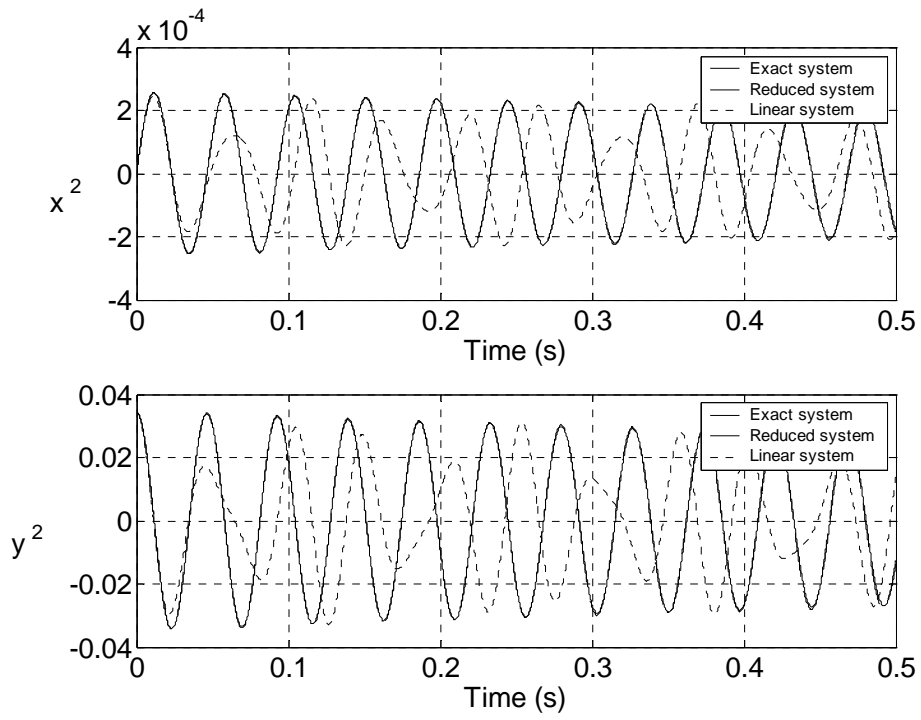 x 10^-4
4
2
0
-2
-4
x^2
0 0.1 0.2 0.3 0.4 0.5
Time (s)
Exact system
Reduced system
Linear system
0.04
0.02
0
-0.02
-0.04
y^2
0 0.1 0.2 0.3 0.4 0.5
Time (s)
Exact system
Reduced system
Linear system